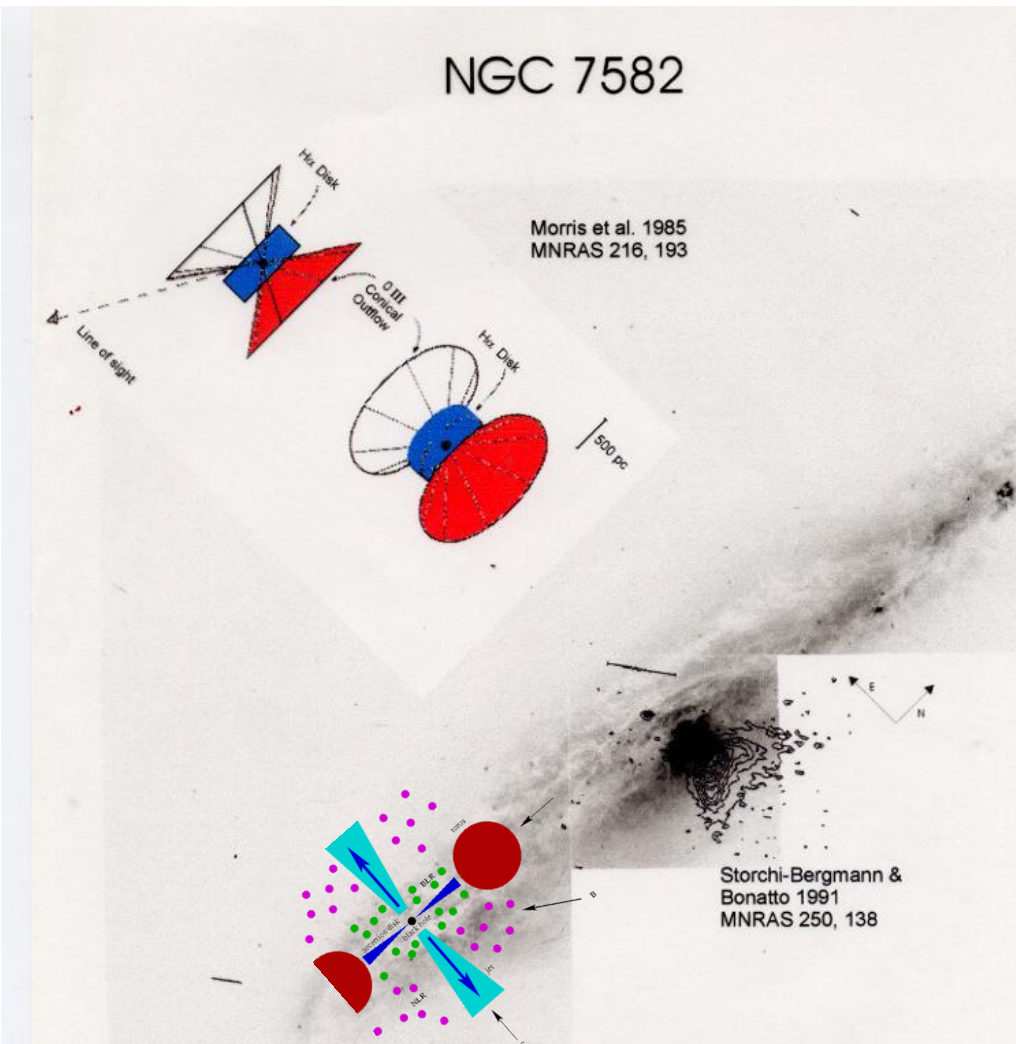 NGC 7582
Hα Disk
Morris et al. 1985
MNRAS 216, 193
O III
Conical
Outflow
Line of sight
Hα Disk
500 pc
E
N
torus
BLR
B
accretion disk
black hole
jet
NLR
Storchi-Bergmann &
Bonatto 1991
MNRAS 250, 138